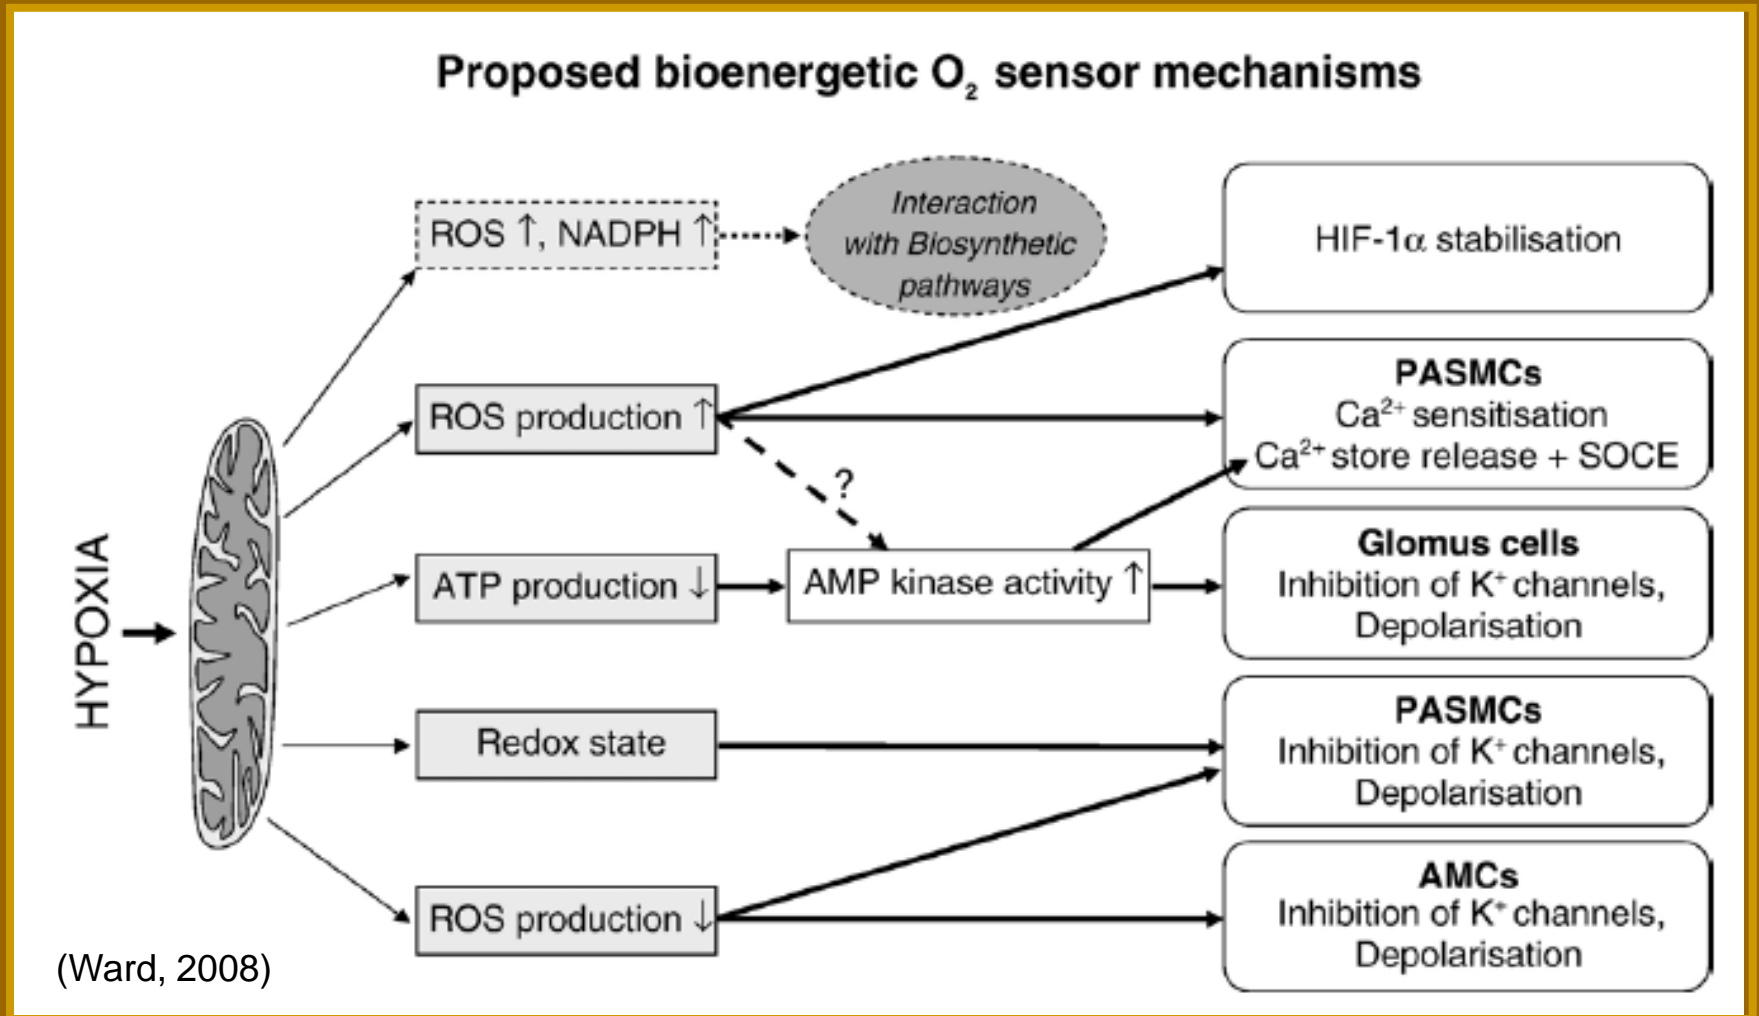 Proposed bioenergetic O₂ sensor mechanisms
ROS ↑, NADPH ↑
Interaction
with Biosynthetic
pathways
HIF-1α stabilisation
ROS production ↑
PASMCs
Ca²⁺ sensitisation
Ca²⁺ store release + SOCE
?
HYPOXIA
ATP production ↓
AMP kinase activity ↑
Glomus cells
Inhibition of K⁺ channels,
Depolarisation
Redox state
PASMCs
Inhibition of K⁺ channels,
Depolarisation
ROS production ↓
AMCs
Inhibition of K⁺ channels,
Depolarisation
(Ward, 2008)